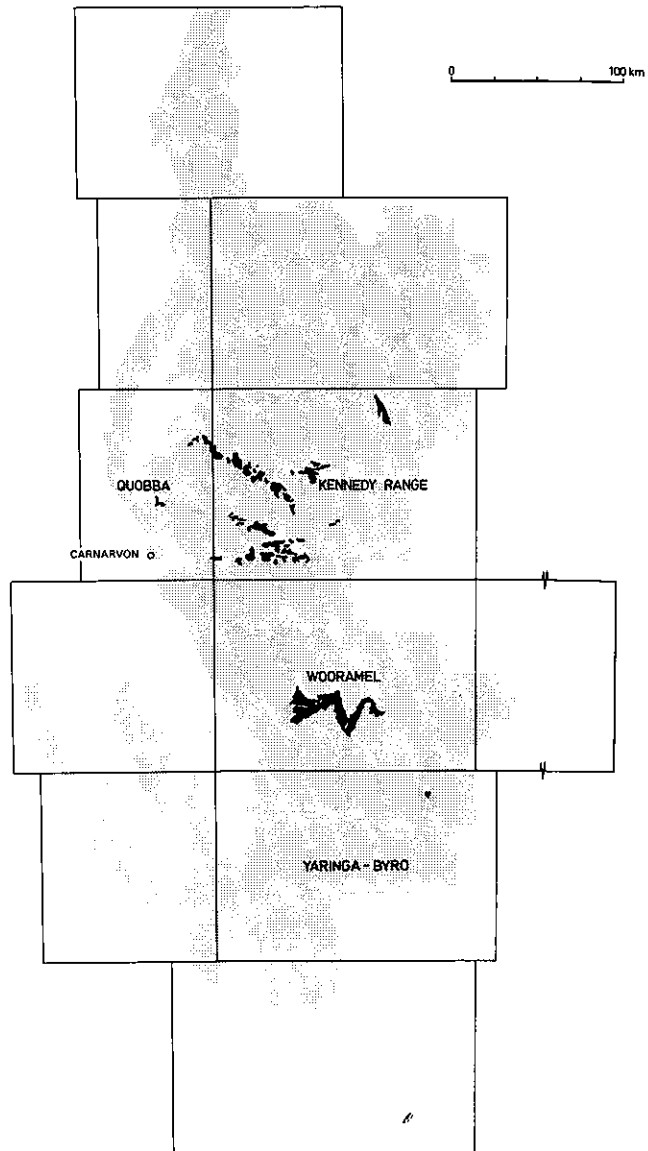 0 100 km
QUOBBA
KENNEDY RANGE
CARNARVON
WOORAMEL
YARINGA - BYRO